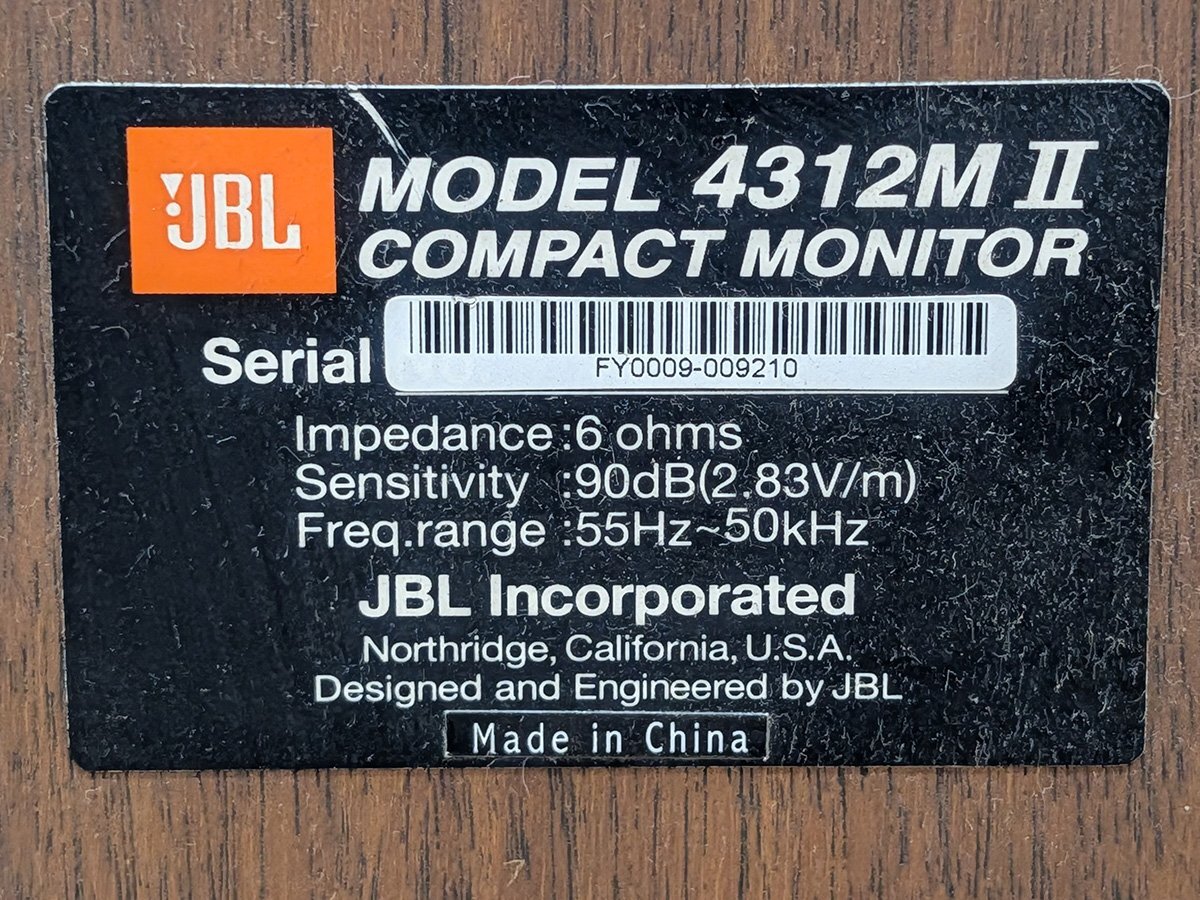 JBL
MODEL 4312M II
COMPACT MONITOR
Serial
FY0009-009210
Impedance :6 ohms
Sensitivity :90dB(2.83V/m)
Freq.range :55Hz~50kHz
JBL Incorporated
Northridge, California, U.S.A.
Designed and Engineered by JBL
Made in China